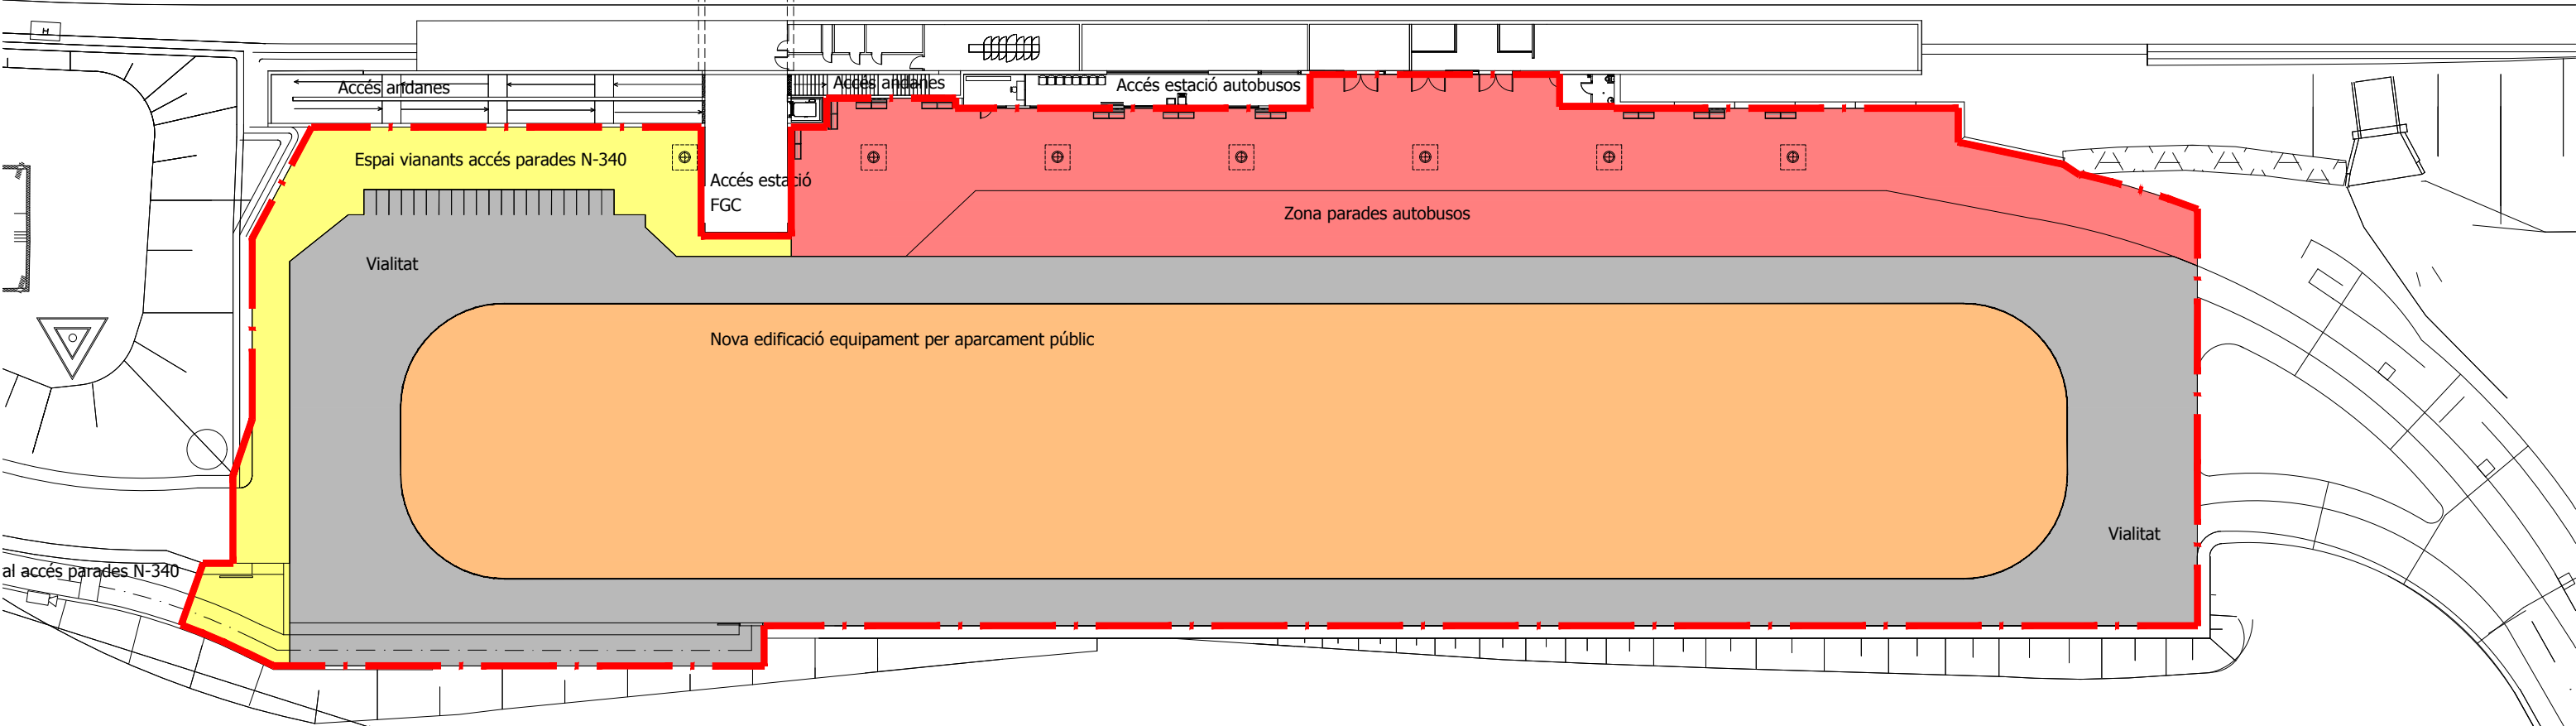 Accés andanes
Accés andanes
Accés estació autobusos
Espai vianants accés parades N-340
Accés estació
FGC
Zona parades autobusos
Vialitat
Nova edificació equipament per aparcament públic
Vialitat
al accés parades N-340